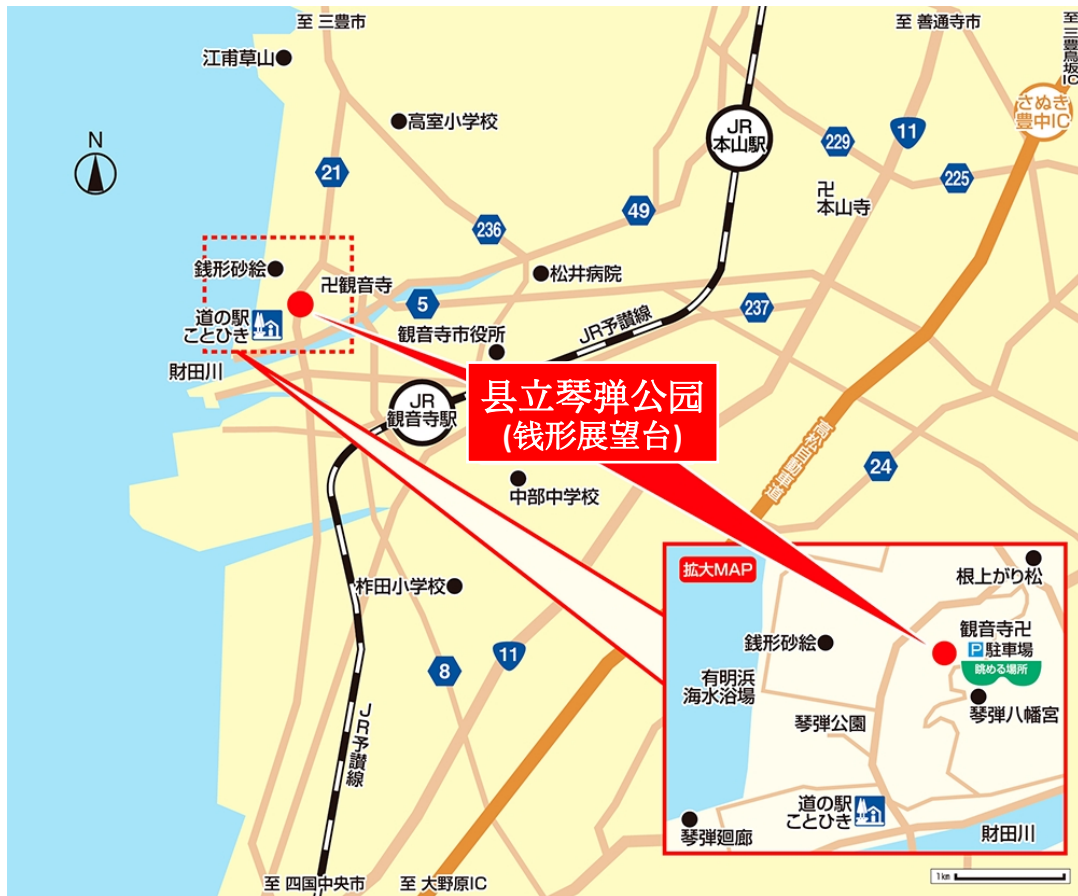 至 三豊市
至 善通寺市
至 三豊鳥坂IC
江甫草山
さぬき
豊中IC
高室小学校
JR
本山駅
11
229
N
21
225
卍
本山寺
49
236
銭形砂絵
松井病院
卍観音寺
5
237
道の駅
ことひき
観音寺市役所
JR予讃線
財田川
县立琴弹公园
(钱形展望台)
JR
観音寺駅
高松自動車道
24
中部中学校
拡大MAP
根上がり松
柞田小学校
観音寺卍
銭形砂絵
P駐車場
眺める場所
11
8
有明浜
海水浴場
琴弾八幡宮
琴弾公園
JR予讃線
道の駅
ことひき
琴弾廻廊
財田川
1km
至 四国中央市
至 大野原IC